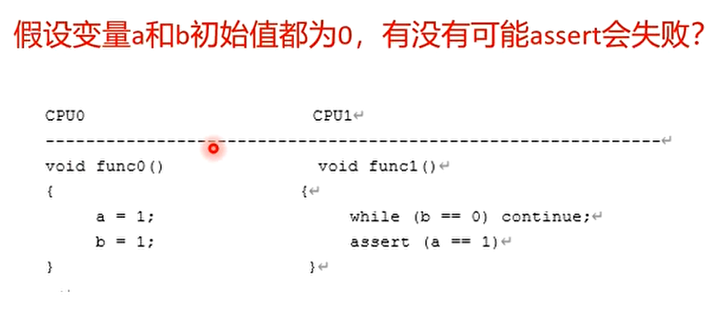 假设变量a和b初始值都为0，有没有可能assert会失败？
CPU0 CPU1↵
-------------------------------------------------------------↵
void func0() void func1()↵
{ {↵
a = 1; while (b == 0) continue;↵
b = 1; assert (a == 1)↵
} }↵